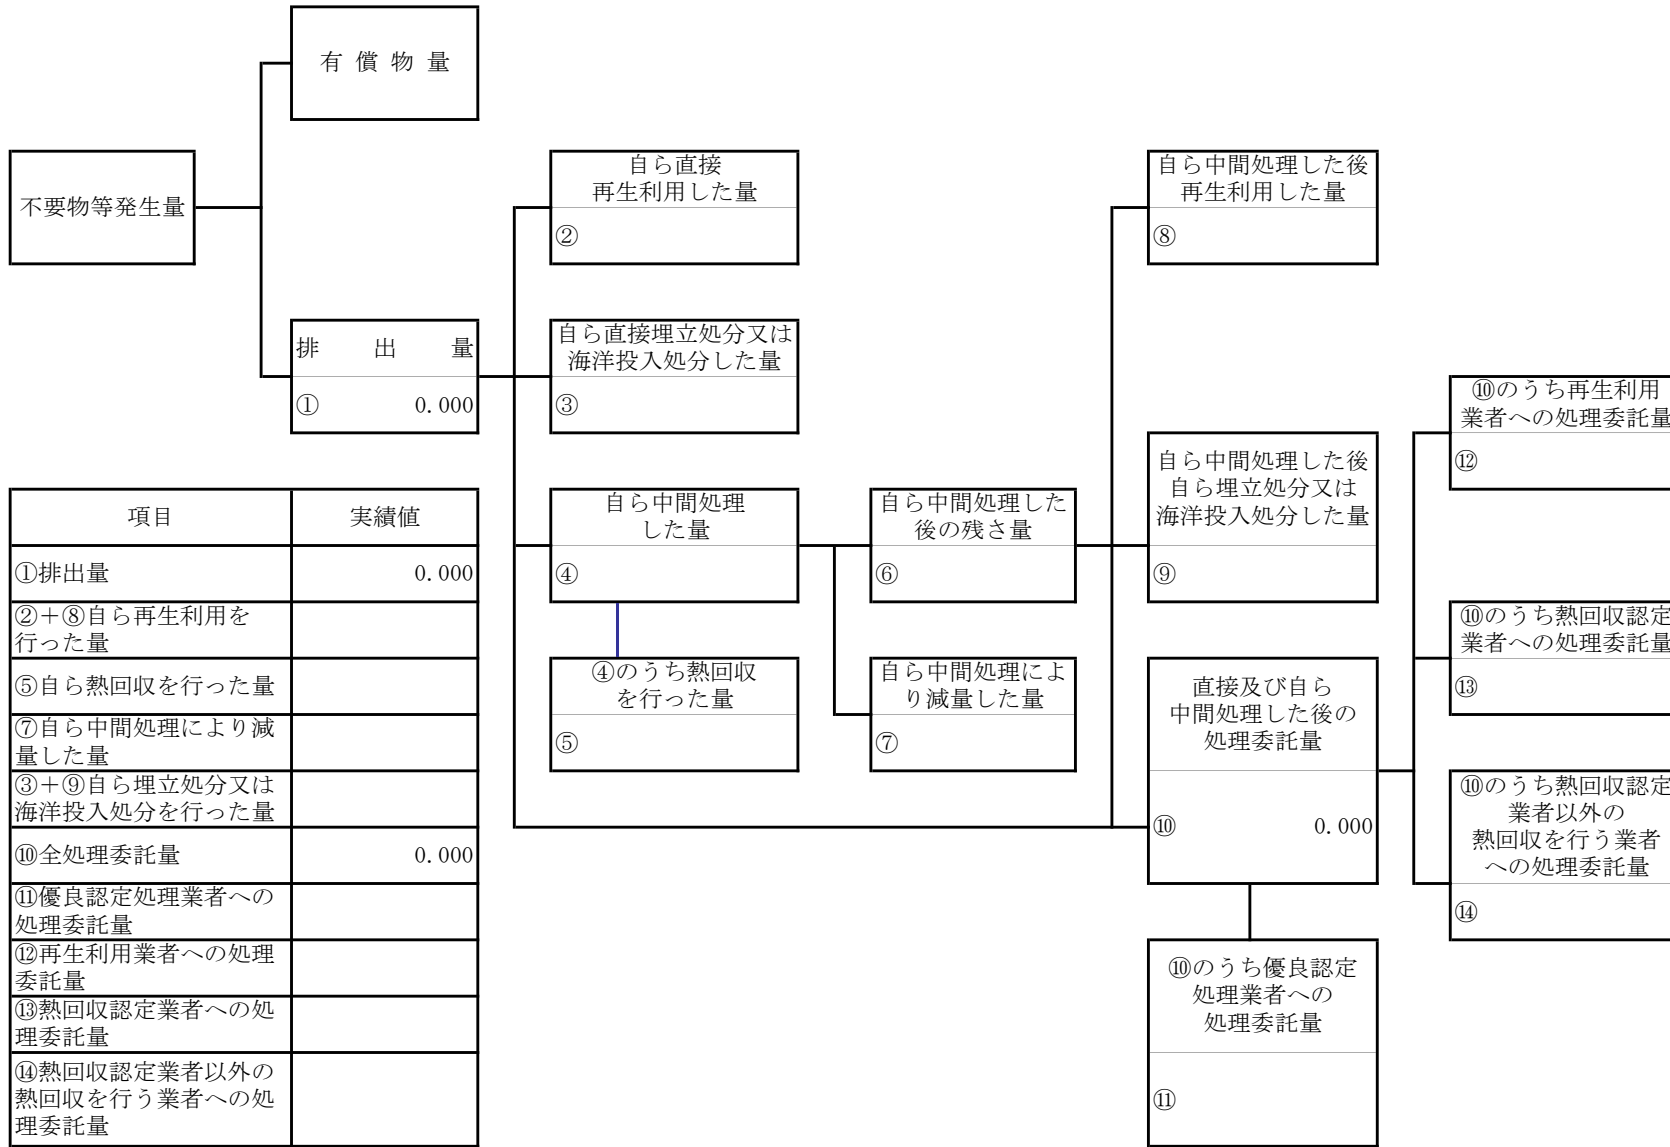 有償物量
不要物等発生量
自ら直接
再生利用した量
②
自ら中間処理した後
再生利用した量
⑧
排出量
① 0.000
自ら直接埋立処分又は
海洋投入処分した量
③
⑩のうち再生利用
業者への処理委託量
⑫
自ら中間処理した後
自ら埋立処分又は
海洋投入処分した量
⑨
自ら中間処理
した量
④
自ら中間処理した
後の残さ量
⑥
⑩のうち熱回収認定
業者への処理委託量
⑬
④のうち熱回収
を行った量
⑤
自ら中間処理によ
り減量した量
⑦
直接及び自ら
中間処理した後の
処理委託量
⑩ 0.000
⑩のうち熱回収認定
業者以外の
熱回収を行う業者
への処理委託量
⑭
⑩のうち優良認定
処理業者への
処理委託量
⑪
項目 実績値
①排出量 0.000
②+⑧自ら再生利用を
行った量
⑤自ら熱回収を行った量
⑦自ら中間処理により減
量した量
③+⑨自ら埋立処分又は
海洋投入処分を行った量
⑩全処理委託量 0.000
⑪優良認定処理業者への
処理委託量
⑫再生利用業者への処理
委託量
⑬熱回収認定業者への処
理委託量
⑭熱回収認定業者以外の
熱回収を行う業者への処
理委託量